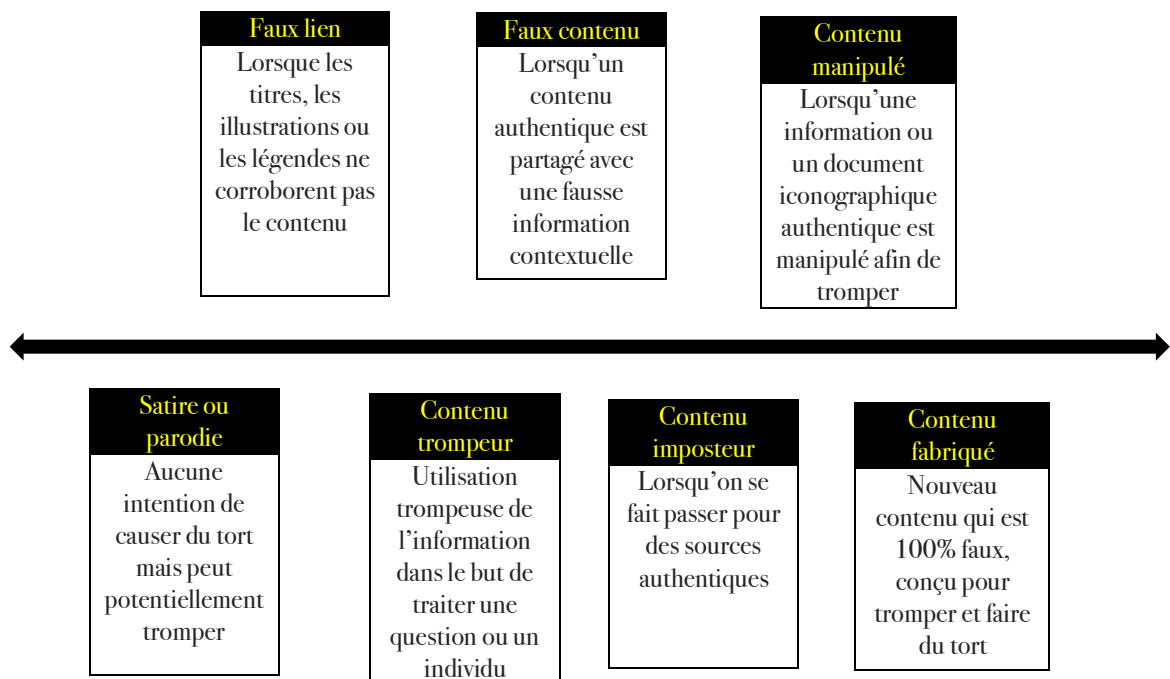 Faux lien
Lorsque les
titres, les
illustrations ou
les légendes ne
corroborent pas
le contenu
Faux contenu
Lorsqu’un
contenu
authentique est
partagé avec
une fausse
information
contextuelle
Contenu
manipulé
Lorsqu’une
information ou
un document
iconographique
authentique est
manipulé afin de
tromper
Satire ou
parodie
Aucune
intention de
causer du tort
mais peut
potentiellement
tromper
Contenu
trompeur
Utilisation
trompeuse de
l’information
dans le but de
traiter une
question ou un
individu
Contenu
imposteur
Lorsqu’on se
fait passer pour
des sources
authentiques
Contenu
fabriqué
Nouveau
contenu qui est
100% faux,
conçu pour
tromper et faire
du tort